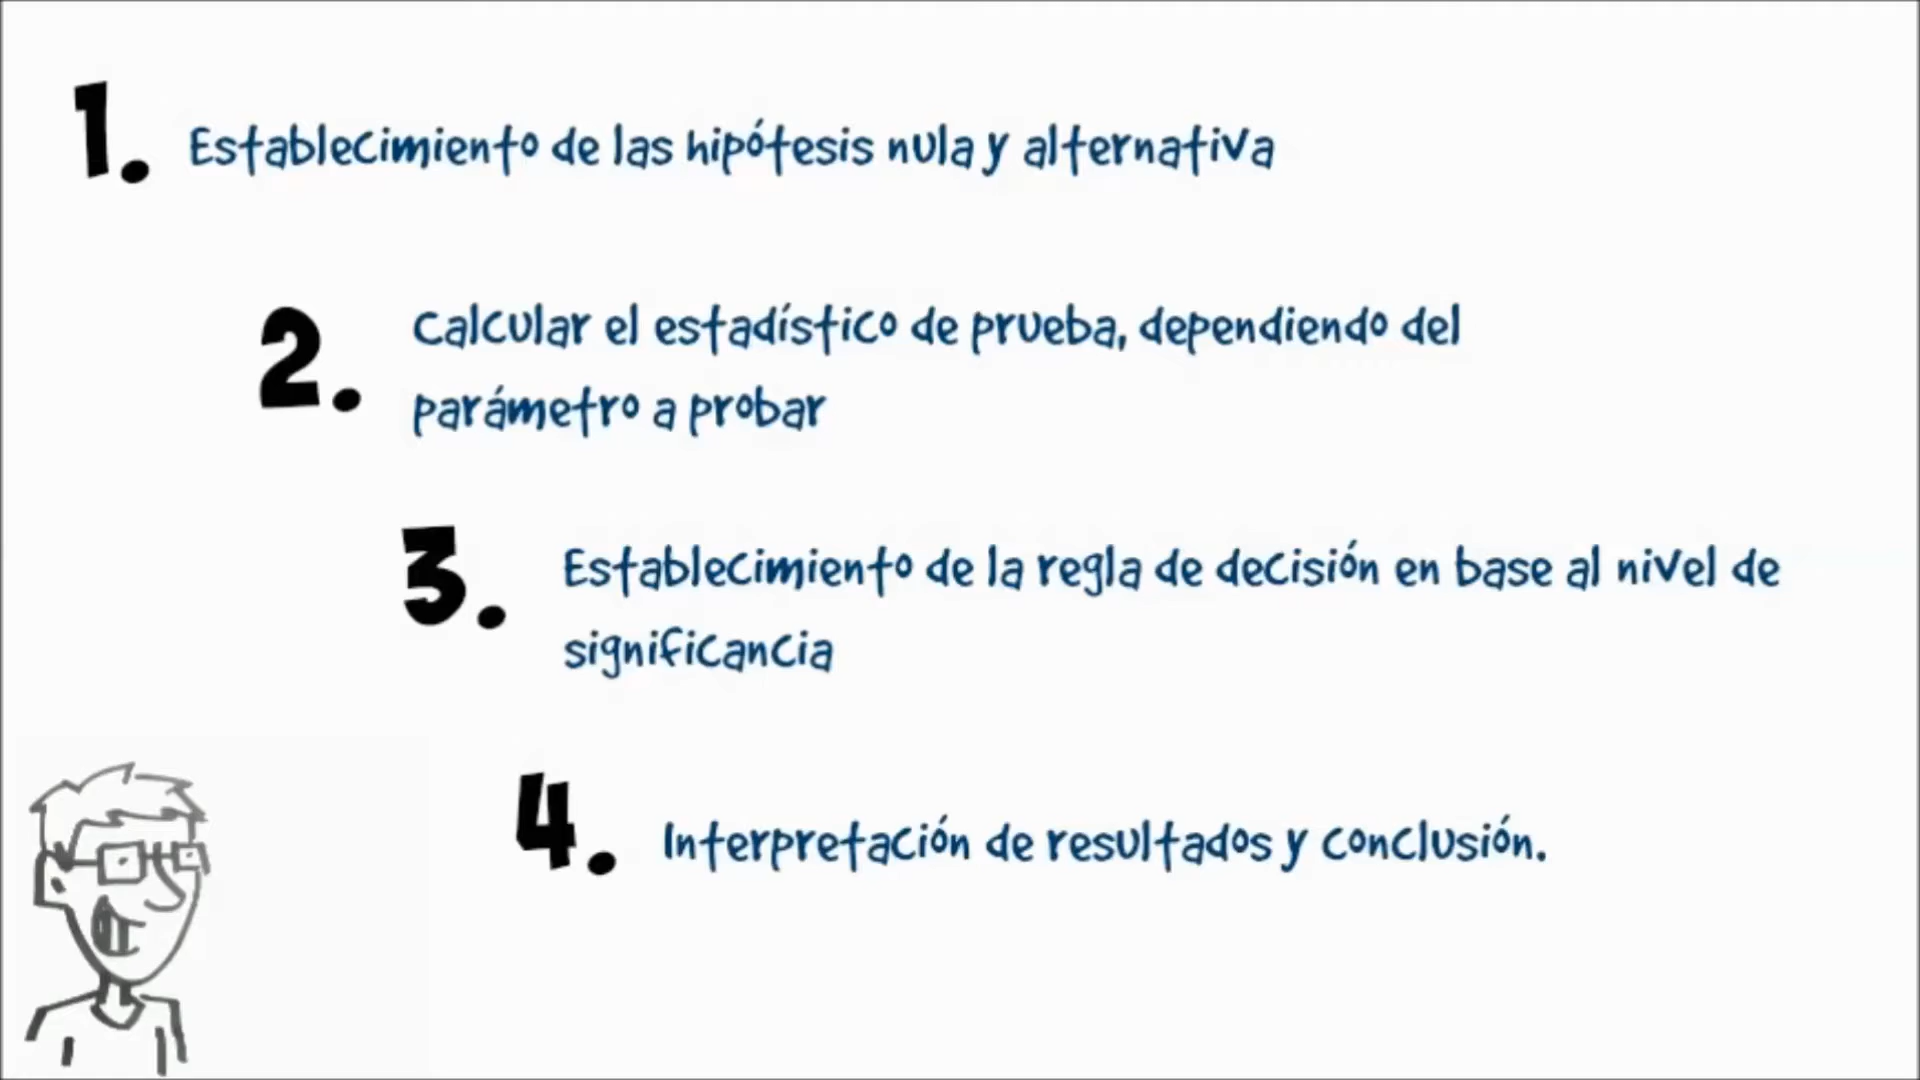 1. Establecimiento de las hipótesis nula y alternativa
2. Calcular el estadístico de prueba, dependiendo del
parámetro a probar
3. Establecimiento de la regla de decisión en base al nivel de
significancia
4. Interpretación de resultados y conclusión.